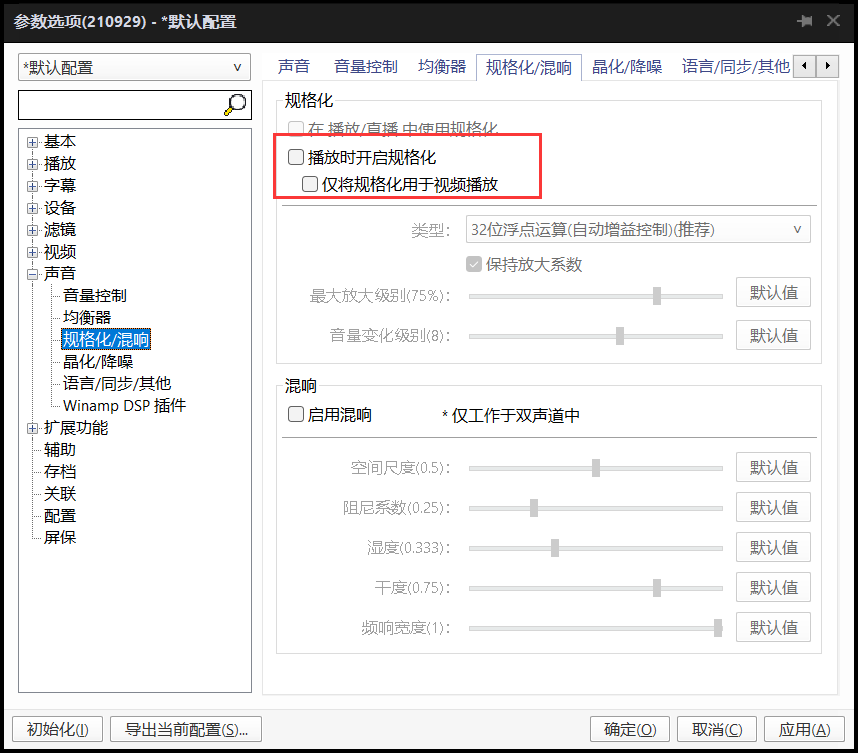 参数选项(210929) - *默认配置
*默认配置
声音 音量控制 均衡器 规格化/混响 晶化/降噪 语言/同步/其他
基本
播放
字幕
设备
滤镜
视频
声音
音量控制
均衡器
规格化/混响
晶化/降噪
语言/同步/其他
Winamp DSP 插件
扩展功能
辅助
存档
关联
配置
屏保
规格化
在 播放/直播 中使用规格化
播放时开启规格化
仅将规格化用于视频播放
类型: 32位浮点运算(自动增益控制)(推荐)
保持放大系数
最大放大级别(75%): 默认值
音量变化级别(8): 默认值
混响
启用混响 * 仅工作于双声道中
空间尺度(0.5): 默认值
阻尼系数(0.25): 默认值
湿度(0.333): 默认值
干度(0.75): 默认值
频响宽度(1): 默认值
初始化(I) 导出当前配置(S)... 确定(O) 取消(C) 应用(A)